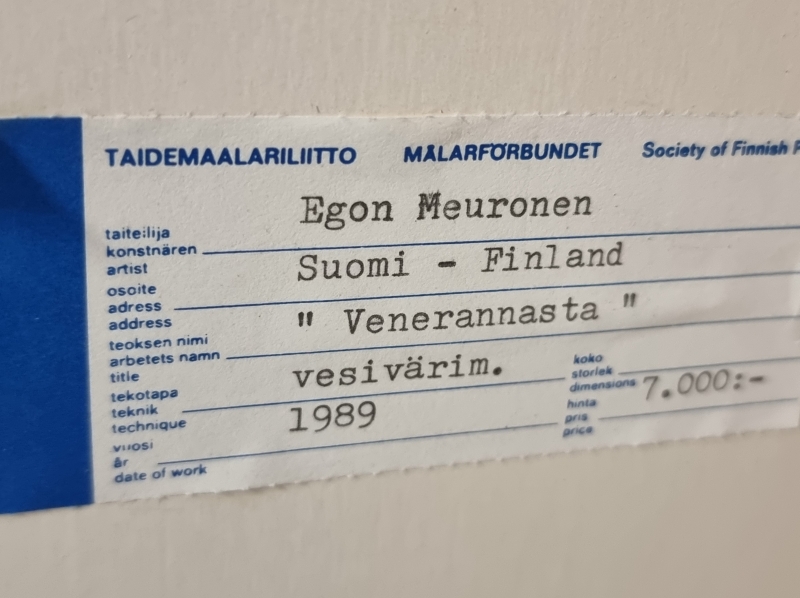 TAIDEMAALARILIITTO MÅLARFÖRBUNDET Society of Finnish
taiteilija
konstnären
artist
Egon Meuronen
osoite
adress
address
Suomi - Finland
teoksen nimi
arbetets namn
title
" Venerannasta "
tekotapa
teknik
technique
vesivärim.
koko
storlek
dimensions
vuosi
år
date of work
1989
hinta
pris
price
7.000:-